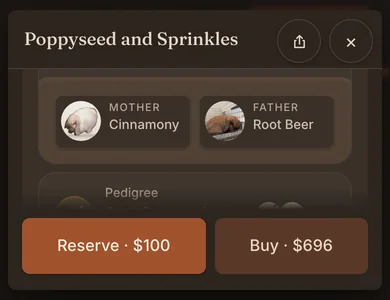 Poppyseed and Sprinkles
MOTHER
Cinnamony
FATHER
Root Beer
Pedigree
Reserve · $100
Buy · $696